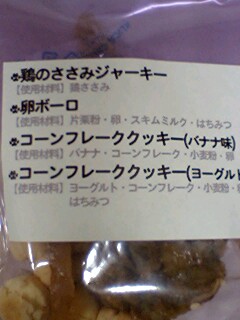 鶏のささみジャーキー
【使用材料】鶏ささみ
卵ボーロ
【使用材料】片栗粉・卵・スキムミルク・はちみつ
コーンフレーククッキー(バナナ味)
【使用材料】バナナ・コーンフレーク・小麦粉・卵
コーンフレーククッキー(ヨーグルト
【使用材料】ヨーグルト・コーンフレーク・小麦粉・
はちみつ